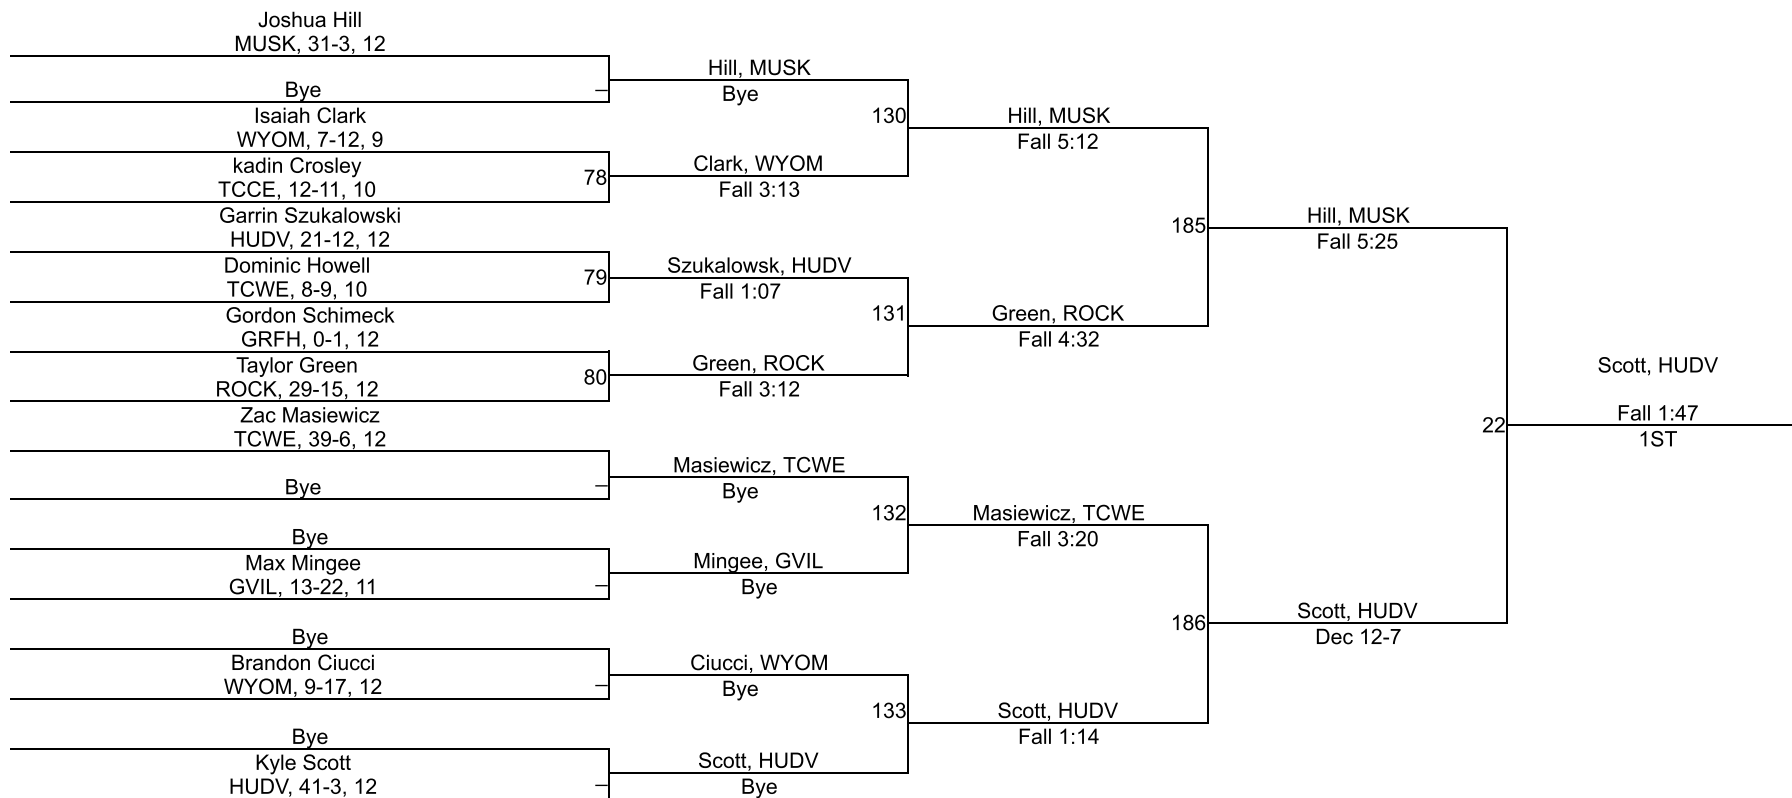 Joshua Hill
MUSK, 31-3, 12
Bye
–
Isaiah Clark
WYOM, 7-12, 9
kadin Crosley
TCCE, 12-11, 10
78
Garrin Szukalowski
HUDV, 21-12, 12
Dominic Howell
TCWE, 8-9, 10
79
Gordon Schimeck
GRFH, 0-1, 12
Taylor Green
ROCK, 29-15, 12
80
Zac Masiewicz
TCWE, 39-6, 12
Bye
–
Bye
Max Mingee
GVIL, 13-22, 11
–
Bye
Brandon Ciucci
WYOM, 9-17, 12
–
Bye
Kyle Scott
HUDV, 41-3, 12
–
Hill, MUSK
Bye
130
Clark, WYOM
Fall 3:13
Szukalowsk, HUDV
Fall 1:07
131
Green, ROCK
Fall 3:12
Masiewicz, TCWE
Bye
132
Mingee, GVIL
Bye
Ciucci, WYOM
Bye
133
Scott, HUDV
Bye
Hill, MUSK
Fall 5:12
185
Green, ROCK
Fall 4:32
Masiewicz, TCWE
Fall 3:20
186
Scott, HUDV
Fall 1:14
Hill, MUSK
Fall 5:25
22
Scott, HUDV
Dec 12-7
Scott, HUDV
Fall 1:47
1ST